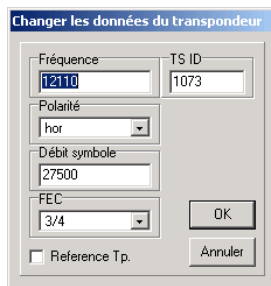 Changer les données du transpondeur
Fréquence
12110
TS ID
1073
Polarité
hor
Débit symbole
27500
FEC
3/4
Reference Tp.
OK
Annuler